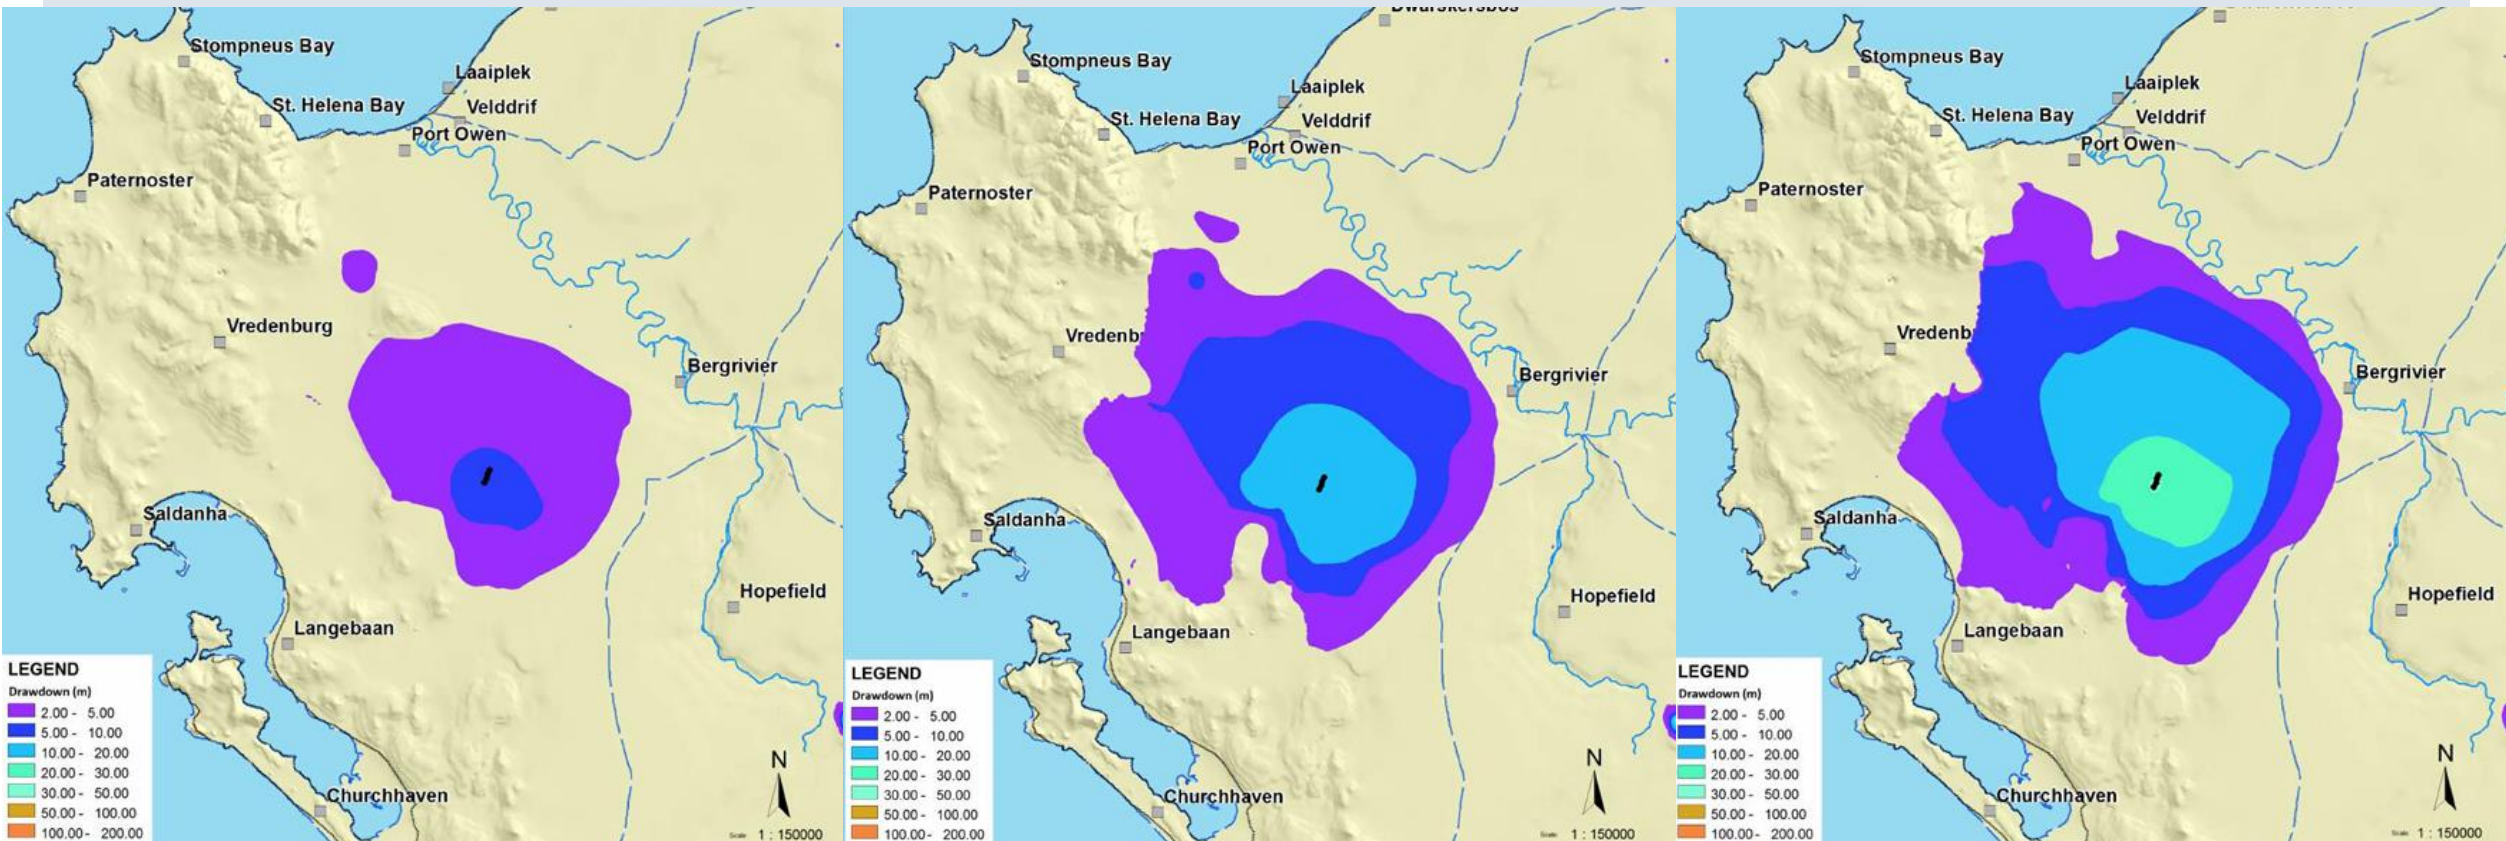 Stompneus Bay
Laaiplek
St. Helena Bay
Velddrif
Port Owen
Paternoster
Vredenburg
Bergrivier
Saldanha
Hopefield
Langebaan
Churchhaven
LEGEND
Drawdown (m)
2.00 - 5.00
5.00 - 10.00
10.00 - 20.00
20.00 - 30.00
30.00 - 50.00
50.00 - 100.00
100.00 - 200.00
N
Scale 1 : 150000
Dwarskersbos
Stompneus Bay
Laaiplek
St. Helena Bay
Velddrif
Port Owen
Paternoster
Vredenb
Bergrivier
Saldanha
Hopefield
Langebaan
Churchhaven
LEGEND
Drawdown (m)
2.00 - 5.00
5.00 - 10.00
10.00 - 20.00
20.00 - 30.00
30.00 - 50.00
50.00 - 100.00
100.00 - 200.00
N
Scale 1 : 150000
Stompneus Bay
Laaiplek
St. Helena Bay
Velddrif
Port Owen
Paternoster
Vredenb
Bergrivier
Saldanha
Hopefield
Langebaan
Churchhaven
LEGEND
Drawdown (m)
2.00 - 5.00
5.00 - 10.00
10.00 - 20.00
20.00 - 30.00
30.00 - 50.00
50.00 - 100.00
100.00 - 200.00
N
Scale 1 : 150000